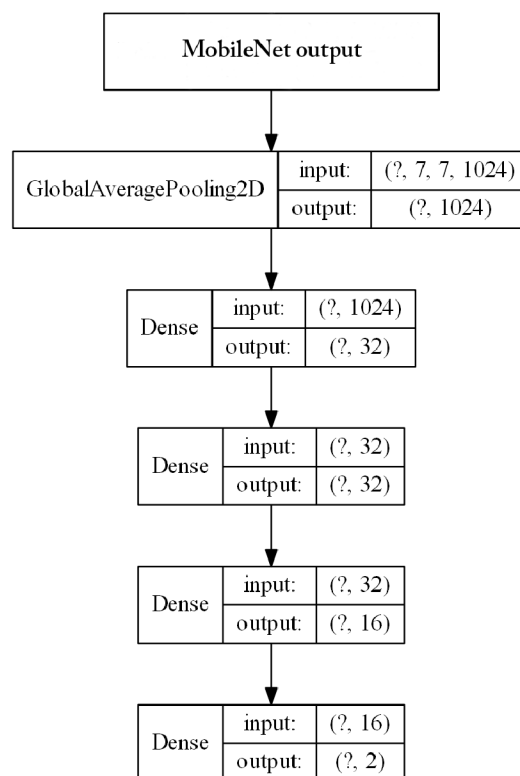 MobileNet output
GlobalAveragePooling2D
input: (?, 7, 7, 1024)
output: (?, 1024)
Dense
input: (?, 1024)
output: (?, 32)
Dense
input: (?, 32)
output: (?, 32)
Dense
input: (?, 32)
output: (?, 16)
Dense
input: (?, 16)
output: (?, 2)